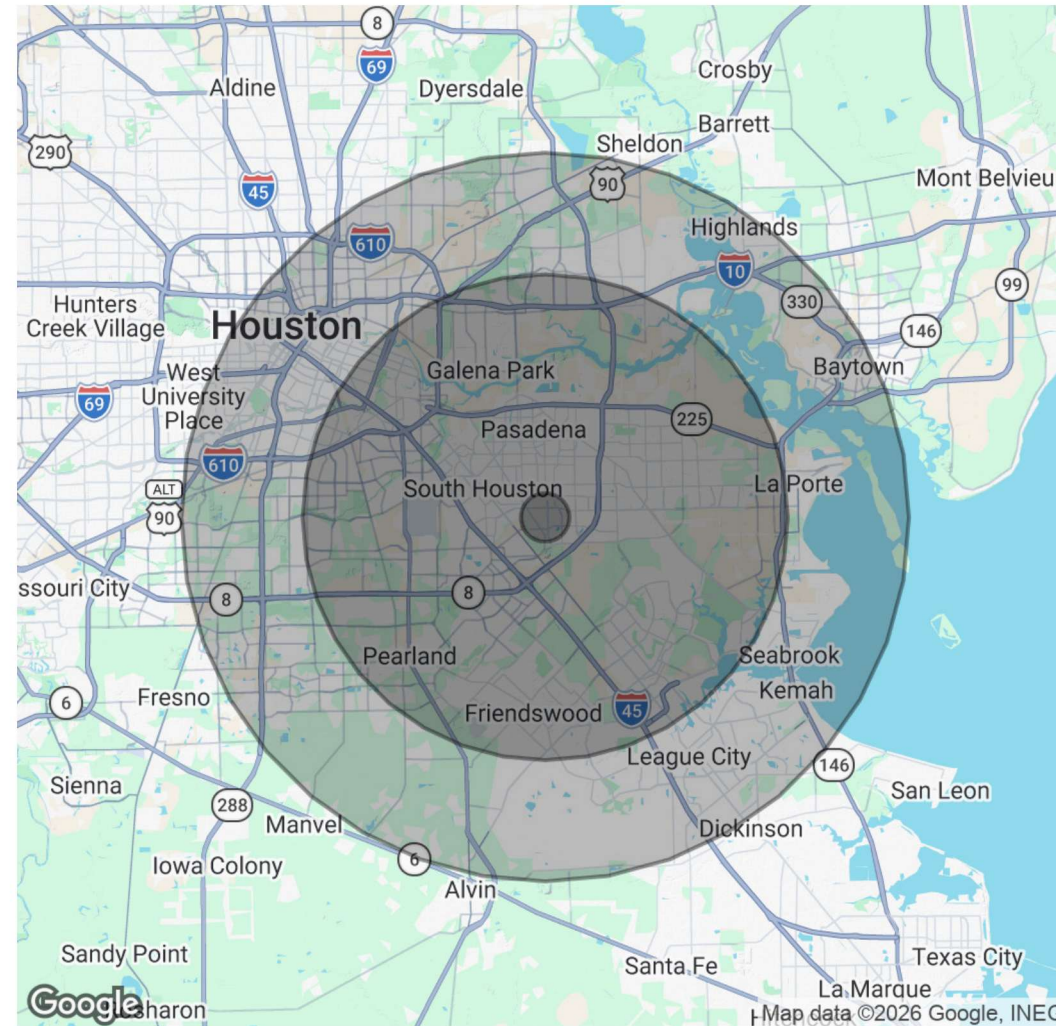 8
69
Aldine
Dyersdale
Crosby
Barrett
Sheldon
290
45
90
Mont Belvieu
610
Highlands
10
330
99
Hunters
Creek Village
Houston
146
West
University
Place
Galena Park
Baytown
69
225
Pasadena
610
South Houston
La Porte
ALT
90
ssouri City
8
8
Pearland
Seabrook
Kemah
6
Fresno
Friendswood
45
League City
146
Sienna
288
San Leon
Manvel
Dickinson
6
Iowa Colony
Alvin
Sandy Point
Santa Fe
Texas City
La Marque
Google
sharon
Map data ©2026 Google, INEG